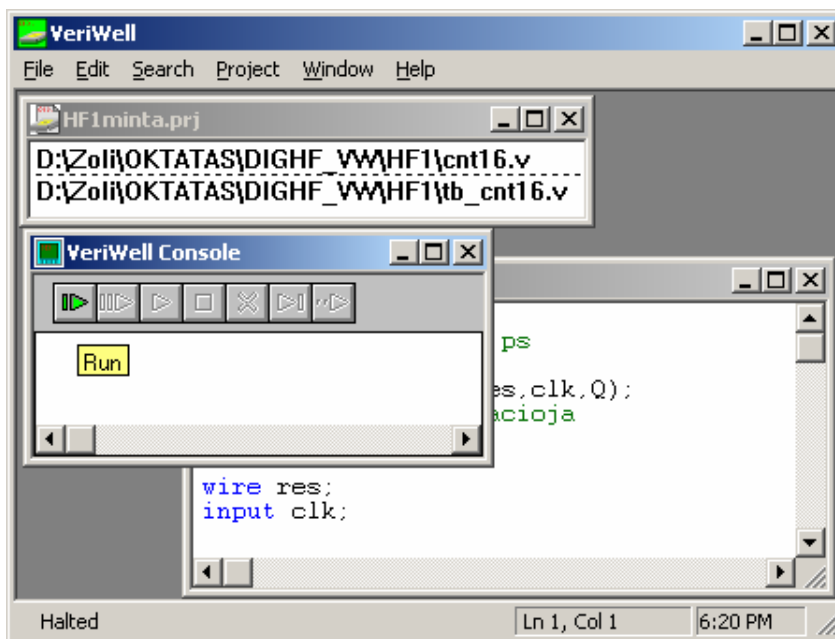 VeriWell
File Edit Search Project Window Help
HF1minta.prj
D:\Zoli\OKTATAS\DIGHF_VW\HF1\cnt16.v
D:\Zoli\OKTATAS\DIGHF_VW\HF1\tb_cnt16.v
VeriWell Console
Run
ps
es,clk,Q);
acioja
wire res;
input clk;
Halted Ln 1, Col 1 6:20 PM